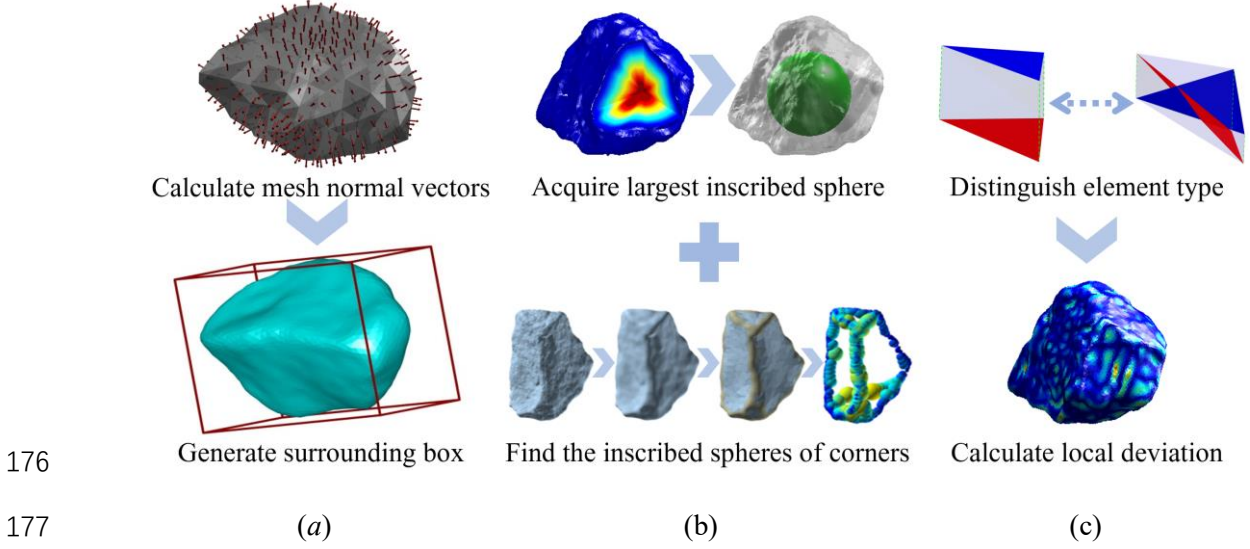 Calculate mesh normal vectors
Acquire largest inscribed sphere
Distinguish element type
176 Generate surrounding box
Find the inscribed spheres of corners
Calculate local deviation
177 (a) (b) (c)